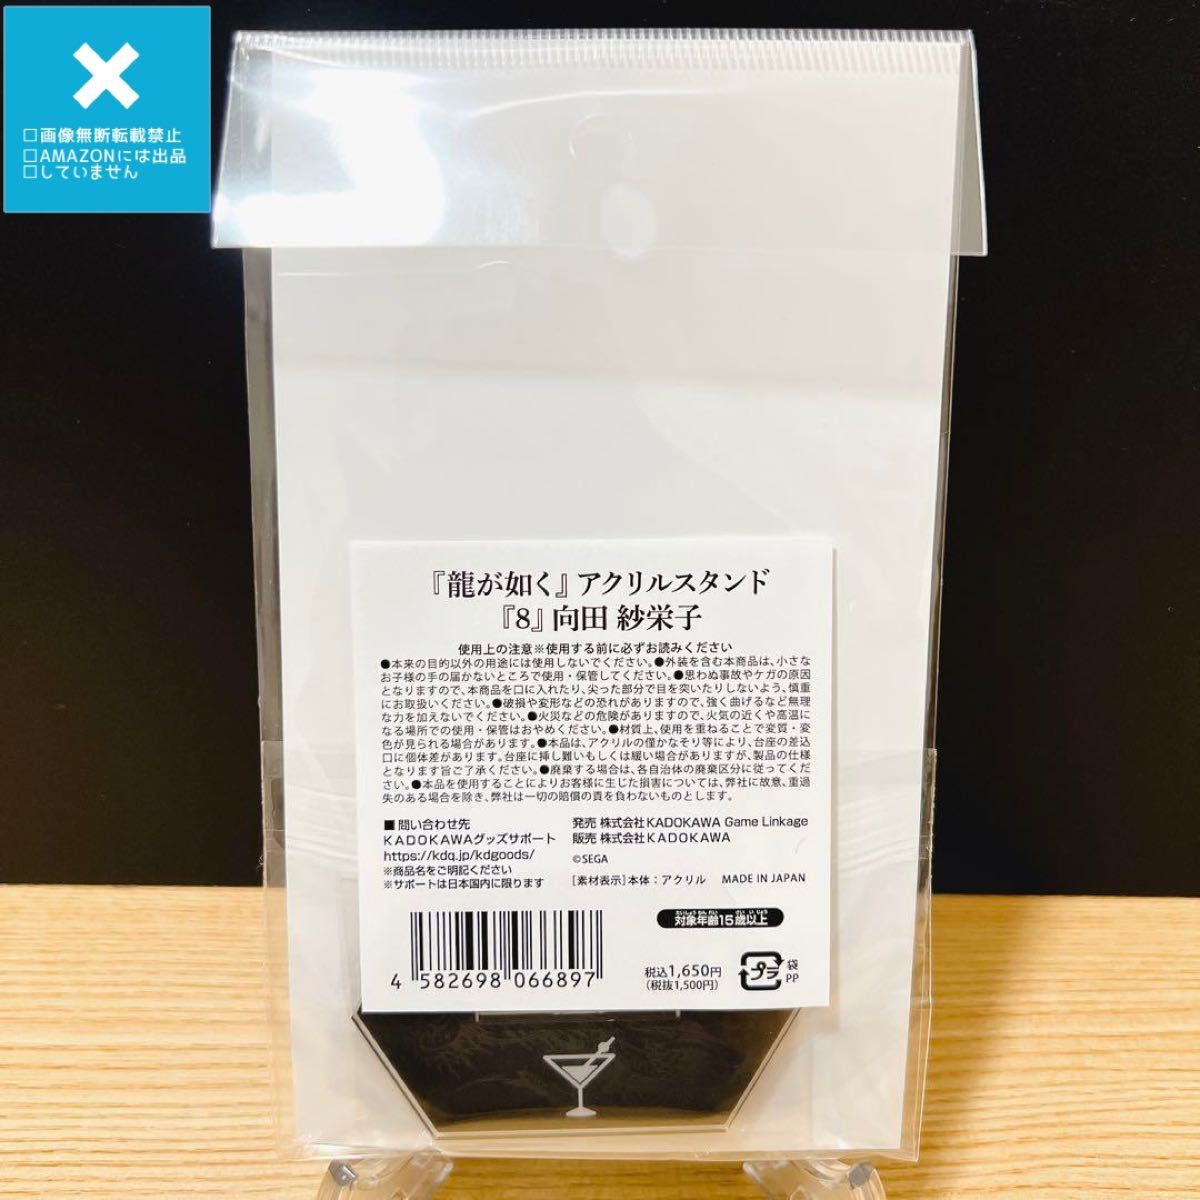 □画像無断転載禁止
□AMAZONには出品
□していません
『龍が如く』アクリルスタンド
『8』向田 紗栄子
使用上の注意※使用する前に必ずお読みください
●本来の目的以外の用途には使用しないでください。●外装を含む本商品は、小さな
お子様の手の届かないところで使用・保管してください。●思わぬ事故やケガの原因
となりますので、本商品を口に入れたり、尖った部分で目を突いたりしないよう、慎重
にお取扱いください。●破損や変形などの恐れがありますので、強く曲げるなど無理
な力を加えないでください。●火災などの危険がありますので、火気の近くや高温に
なる場所での使用・保管はおやめください。●材質上、使用を重ねることで変質・変
色が見られる場合があります。●本品は、アクリルの僅かなそり等により、台座の差込
口に個体差があります。台座に挿し難いもしくは緩い場合がありますが、製品の仕様
となります旨ご了承ください。●廃棄する場合は、各自治体の廃棄区分に従ってくだ
さい。●本品を使用することによりお客様に生じた損害については、弊社に故意、重過
失のある場合を除き、弊社は一切の賠償の責を負わないものとします。
■問い合わせ先
KADOKAWAグッズサポート
https://kdq.jp/kdgoods/
※商品名をご明記ください
※サポートは日本国内に限ります
発売 株式会社KADOKAWA Game Linkage
販売 株式会社KADOKAWA
©SEGA
[素材表示]本体：アクリル MADE IN JAPAN
たいしょうねんれい さいいじょう
対象年齢15歳以上
4 582698 066897
税込1,650円
(税抜1,500円)
プラ
袋
PP